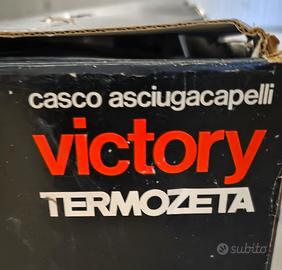 casco asciugacapelli
victory
TERMOZETA
subito